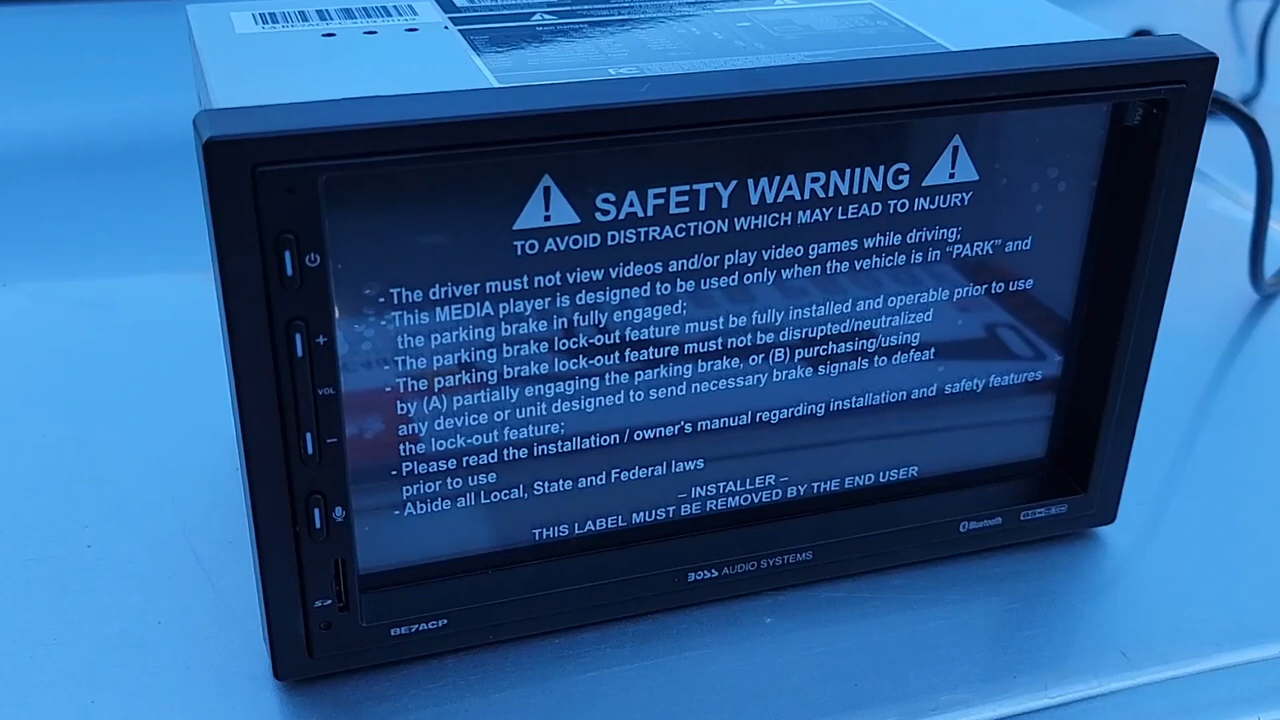 Main Harness
FC
SAFETY WARNING
TO AVOID DISTRACTION WHICH MAY LEAD TO INJURY
- The driver must not view videos and/or play video games while driving;
- This MEDIA player is designed to be used only when the vehicle is in “PARK” and
the parking brake in fully engaged;
- The parking brake lock-out feature must be fully installed and operable prior to use
- The parking brake lock-out feature must not be disrupted/neutralized
by (A) partially engaging the parking brake, or (B) purchasing/using
any device or unit designed to send necessary brake signals to defeat
the lock-out feature;
- Please read the installation / owner's manual regarding installation and safety features
prior to use
- Abide all Local, State and Federal laws
– INSTALLER –
THIS LABEL MUST BE REMOVED BY THE END USER
+
VOL
–
SD
Bluetooth
BOSS AUDIO SYSTEMS
BE7ACP